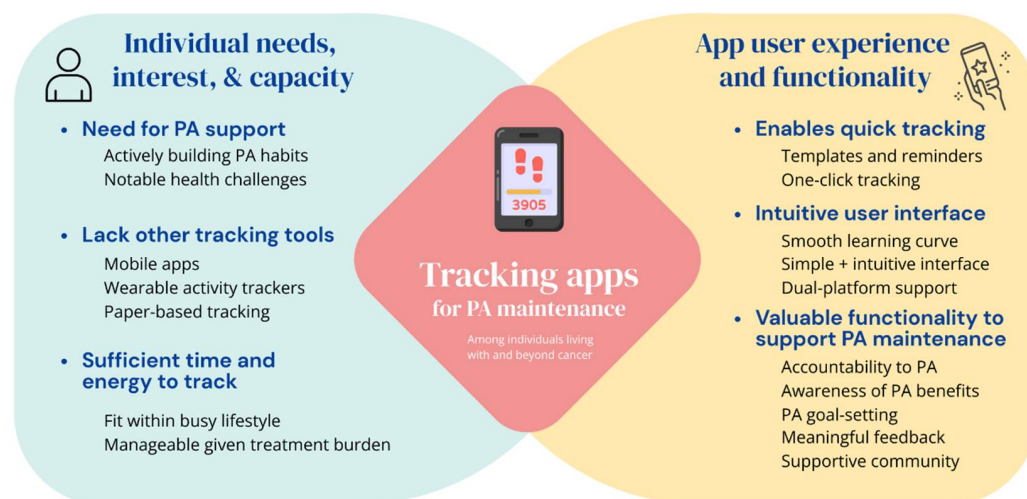 Individual needs,
interest, & capacity
• Need for PA support
Actively building PA habits
Notable health challenges
• Lack other tracking tools
Mobile apps
Wearable activity trackers
Paper-based tracking
• Sufficient time and
energy to track
Fit within busy lifestyle
Manageable given treatment burden
3905
Tracking apps
for PA maintenance
Among individuals living
with and beyond cancer
App user experience
and functionality
• Enables quick tracking
Templates and reminders
One-click tracking
• Intuitive user interface
Smooth learning curve
Simple + intuitive interface
Dual-platform support
• Valuable functionality to
support PA maintenance
Accountability to PA
Awareness of PA benefits
PA goal-setting
Meaningful feedback
Supportive community